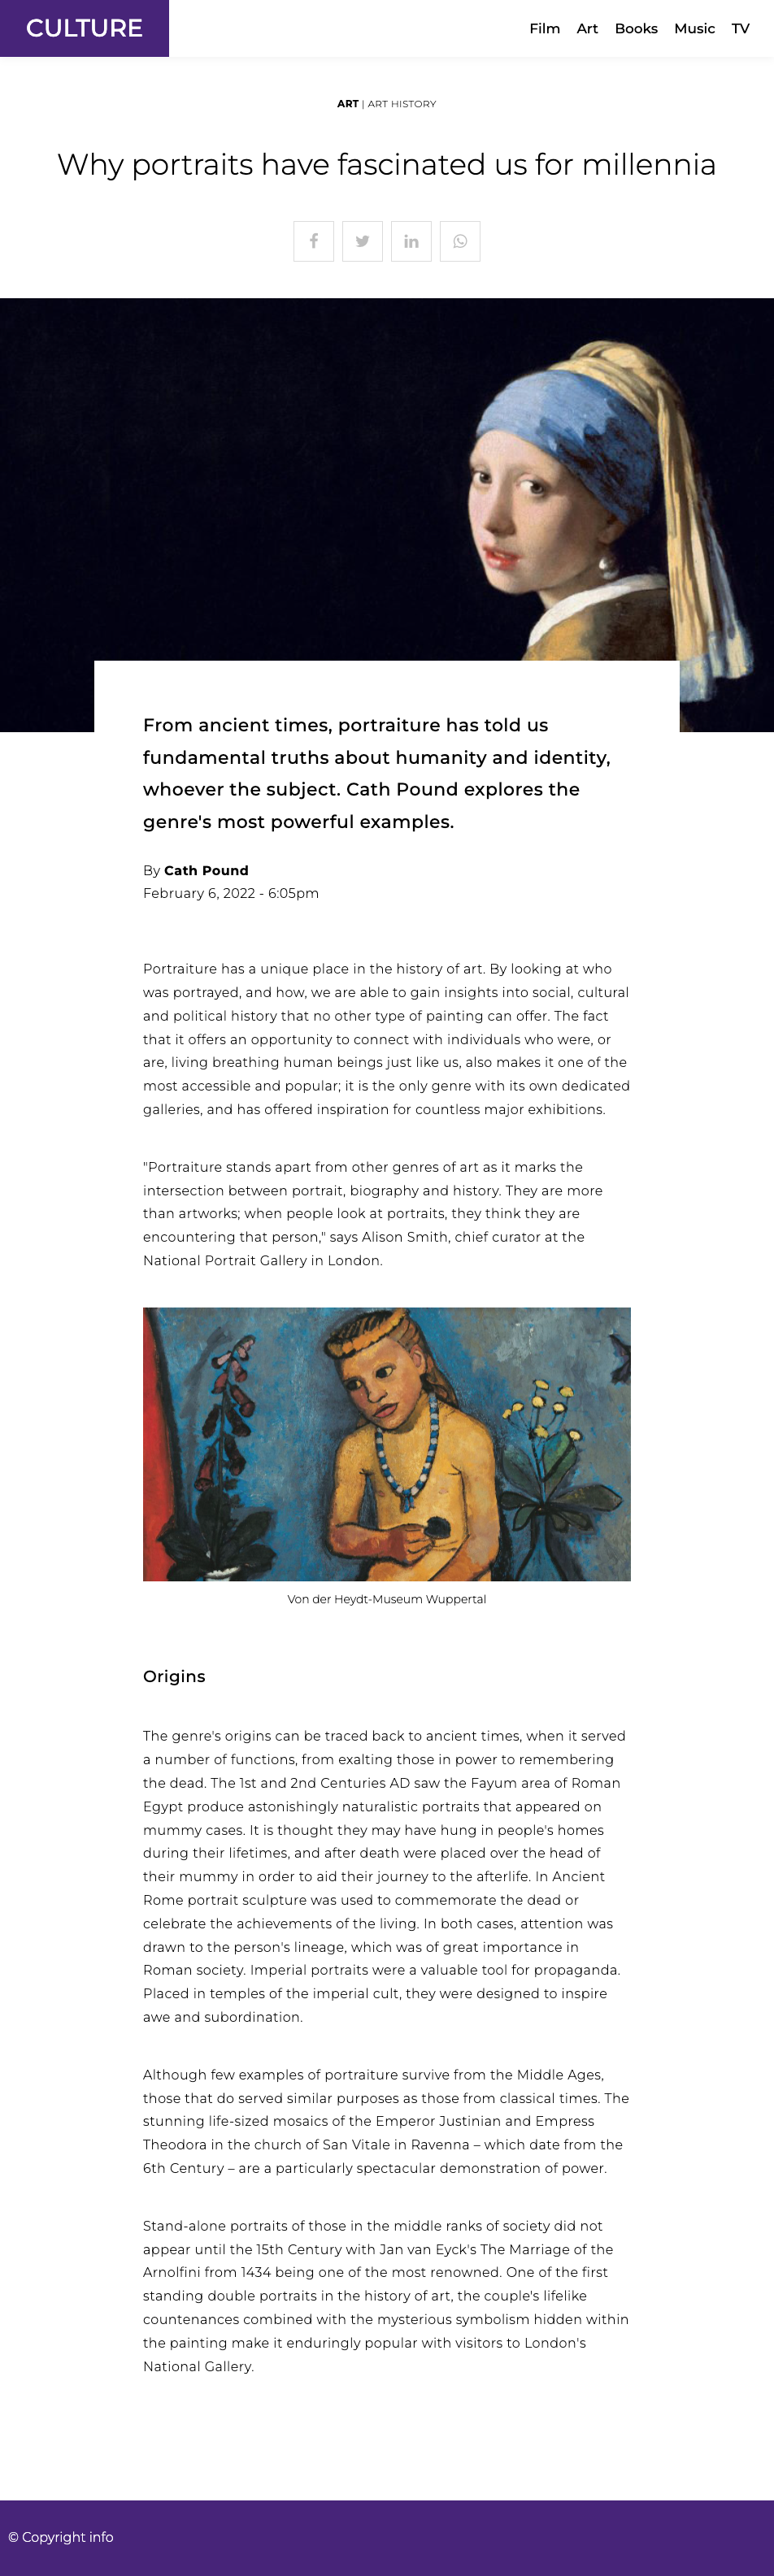 CULTURE
Film Art Books Music TV
ART | ART HISTORY
Why portraits have fascinated us for millennia
From ancient times, portraiture has told us
fundamental truths about humanity and identity,
whoever the subject. Cath Pound explores the
genre's most powerful examples.
By Cath Pound
February 6, 2022 - 6:05pm
Portraiture has a unique place in the history of art. By looking at who
was portrayed, and how, we are able to gain insights into social, cultural
and political history that no other type of painting can offer. The fact
that it offers an opportunity to connect with individuals who were, or
are, living breathing human beings just like us, also makes it one of the
most accessible and popular; it is the only genre with its own dedicated
galleries, and has offered inspiration for countless major exhibitions.
"Portraiture stands apart from other genres of art as it marks the
intersection between portrait, biography and history. They are more
than artworks; when people look at portraits, they think they are
encountering that person," says Alison Smith, chief curator at the
National Portrait Gallery in London.
Von der Heydt-Museum Wuppertal
Origins
The genre's origins can be traced back to ancient times, when it served
a number of functions, from exalting those in power to remembering
the dead. The 1st and 2nd Centuries AD saw the Fayum area of Roman
Egypt produce astonishingly naturalistic portraits that appeared on
mummy cases. It is thought they may have hung in people's homes
during their lifetimes, and after death were placed over the head of
their mummy in order to aid their journey to the afterlife. In Ancient
Rome portrait sculpture was used to commemorate the dead or
celebrate the achievements of the living. In both cases, attention was
drawn to the person's lineage, which was of great importance in
Roman society. Imperial portraits were a valuable tool for propaganda.
Placed in temples of the imperial cult, they were designed to inspire
awe and subordination.
Although few examples of portraiture survive from the Middle Ages,
those that do served similar purposes as those from classical times. The
stunning life-sized mosaics of the Emperor Justinian and Empress
Theodora in the church of San Vitale in Ravenna – which date from the
6th Century – are a particularly spectacular demonstration of power.
Stand-alone portraits of those in the middle ranks of society did not
appear until the 15th Century with Jan van Eyck's The Marriage of the
Arnolfini from 1434 being one of the most renowned. One of the first
standing double portraits in the history of art, the couple's lifelike
countenances combined with the mysterious symbolism hidden within
the painting make it enduringly popular with visitors to London's
National Gallery.
© Copyright info